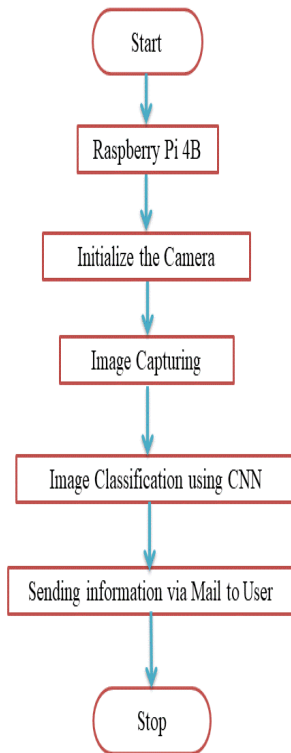 Start
Raspberry Pi 4B
Initialize the Camera
Image Capturing
Image Classification using CNN
Sending information via Mail to User
Stop